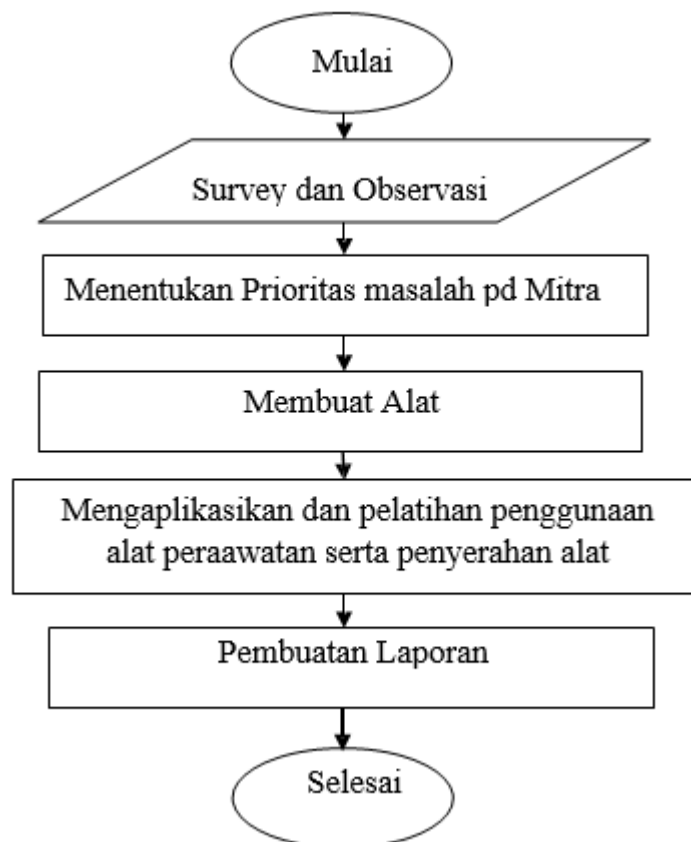 Mulai
Survey dan Observasi
Menentukan Prioritas masalah pd Mitra
Membuat Alat
Mengaplikasikan dan pelatihan penggunaan
alat peraawatan serta penyerahan alat
Pembuatan Laporan
Selesai